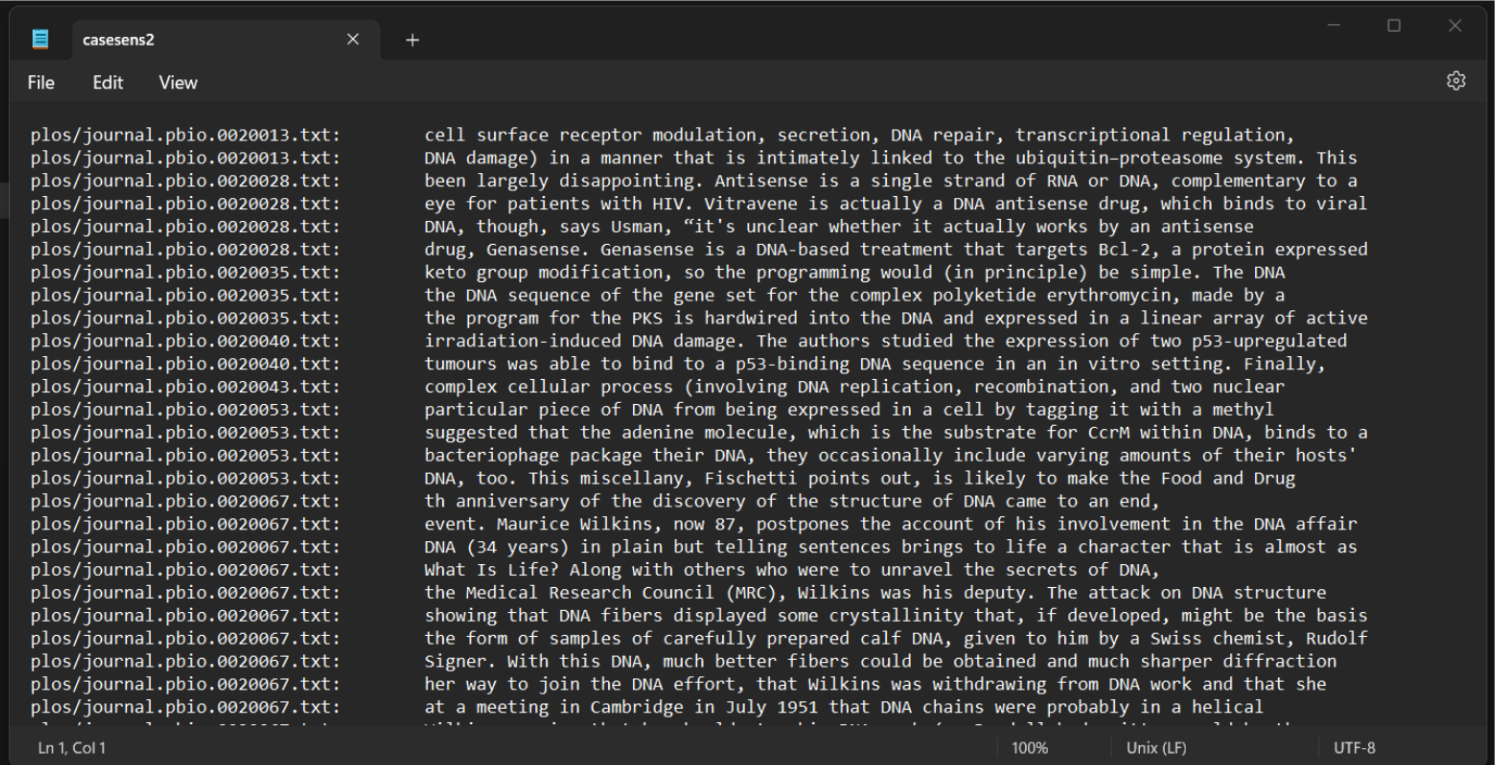 casesens2
File Edit View
plos/journal.pbio.0020013.txt: cell surface receptor modulation, secretion, DNA repair, transcriptional regulation,
plos/journal.pbio.0020013.txt: DNA damage) in a manner that is intimately linked to the ubiquitin–proteasome system. This
plos/journal.pbio.0020028.txt: been largely disappointing. Antisense is a single strand of RNA or DNA, complementary to a
plos/journal.pbio.0020028.txt: eye for patients with HIV. Vitravene is actually a DNA antisense drug, which binds to viral
plos/journal.pbio.0020028.txt: DNA, though, says Usman, “it's unclear whether it actually works by an antisense
plos/journal.pbio.0020028.txt: drug, Genasense. Genasense is a DNA-based treatment that targets Bcl-2, a protein expressed
plos/journal.pbio.0020035.txt: keto group modification, so the programming would (in principle) be simple. The DNA
plos/journal.pbio.0020035.txt: the DNA sequence of the gene set for the complex polyketide erythromycin, made by a
plos/journal.pbio.0020035.txt: the program for the PKS is hardwired into the DNA and expressed in a linear array of active
plos/journal.pbio.0020040.txt: irradiation-induced DNA damage. The authors studied the expression of two p53-upregulated
plos/journal.pbio.0020040.txt: tumours was able to bind to a p53-binding DNA sequence in an in vitro setting. Finally,
plos/journal.pbio.0020043.txt: complex cellular process (involving DNA replication, recombination, and two nuclear
plos/journal.pbio.0020053.txt: particular piece of DNA from being expressed in a cell by tagging it with a methyl
plos/journal.pbio.0020053.txt: suggested that the adenine molecule, which is the substrate for CcrM within DNA, binds to a
plos/journal.pbio.0020053.txt: bacteriophage package their DNA, they occasionally include varying amounts of their hosts'
plos/journal.pbio.0020053.txt: DNA, too. This miscellany, Fischetti points out, is likely to make the Food and Drug
plos/journal.pbio.0020067.txt: th anniversary of the discovery of the structure of DNA came to an end,
plos/journal.pbio.0020067.txt: event. Maurice Wilkins, now 87, postpones the account of his involvement in the DNA affair
plos/journal.pbio.0020067.txt: DNA (34 years) in plain but telling sentences brings to life a character that is almost as
plos/journal.pbio.0020067.txt: What Is Life? Along with others who were to unravel the secrets of DNA,
plos/journal.pbio.0020067.txt: the Medical Research Council (MRC), Wilkins was his deputy. The attack on DNA structure
plos/journal.pbio.0020067.txt: showing that DNA fibers displayed some crystallinity that, if developed, might be the basis
plos/journal.pbio.0020067.txt: the form of samples of carefully prepared calf DNA, given to him by a Swiss chemist, Rudolf
plos/journal.pbio.0020067.txt: Signer. With this DNA, much better fibers could be obtained and much sharper diffraction
plos/journal.pbio.0020067.txt: her way to join the DNA effort, that Wilkins was withdrawing from DNA work and that she
plos/journal.pbio.0020067.txt: at a meeting in Cambridge in July 1951 that DNA chains were probably in a helical
Ln 1, Col 1 100% Unix (LF) UTF-8